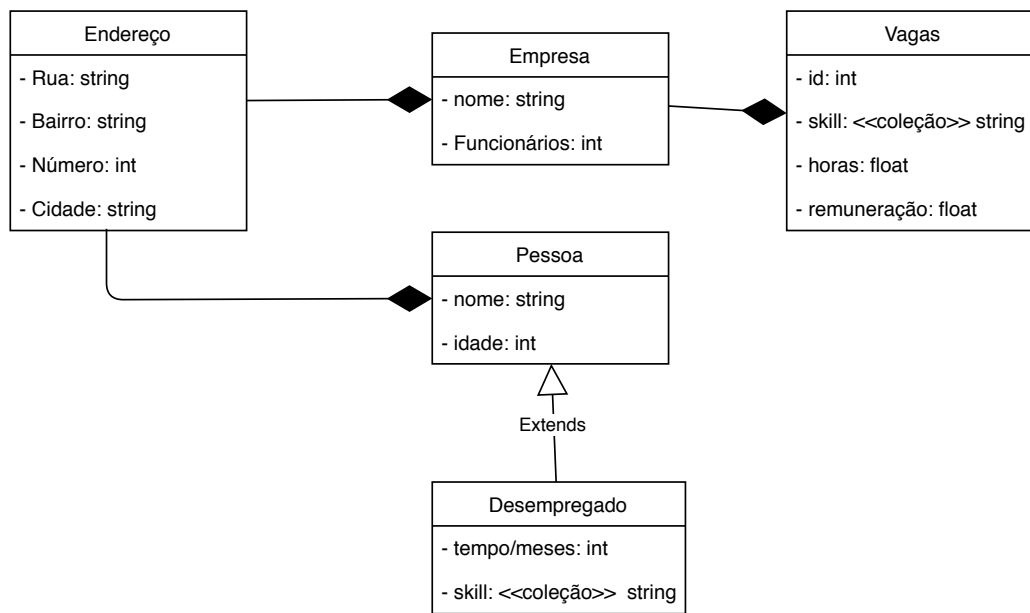 Endereço
- Rua: string
- Bairro: string
- Número: int
- Cidade: string
Empresa
- nome: string
- Funcionários: int
Vagas
- id: int
- skill: <<coleção>> string
- horas: float
- remuneração: float
Pessoa
- nome: string
- idade: int
Extends
Desempregado
- tempo/meses: int
- skill: <<coleção>> string